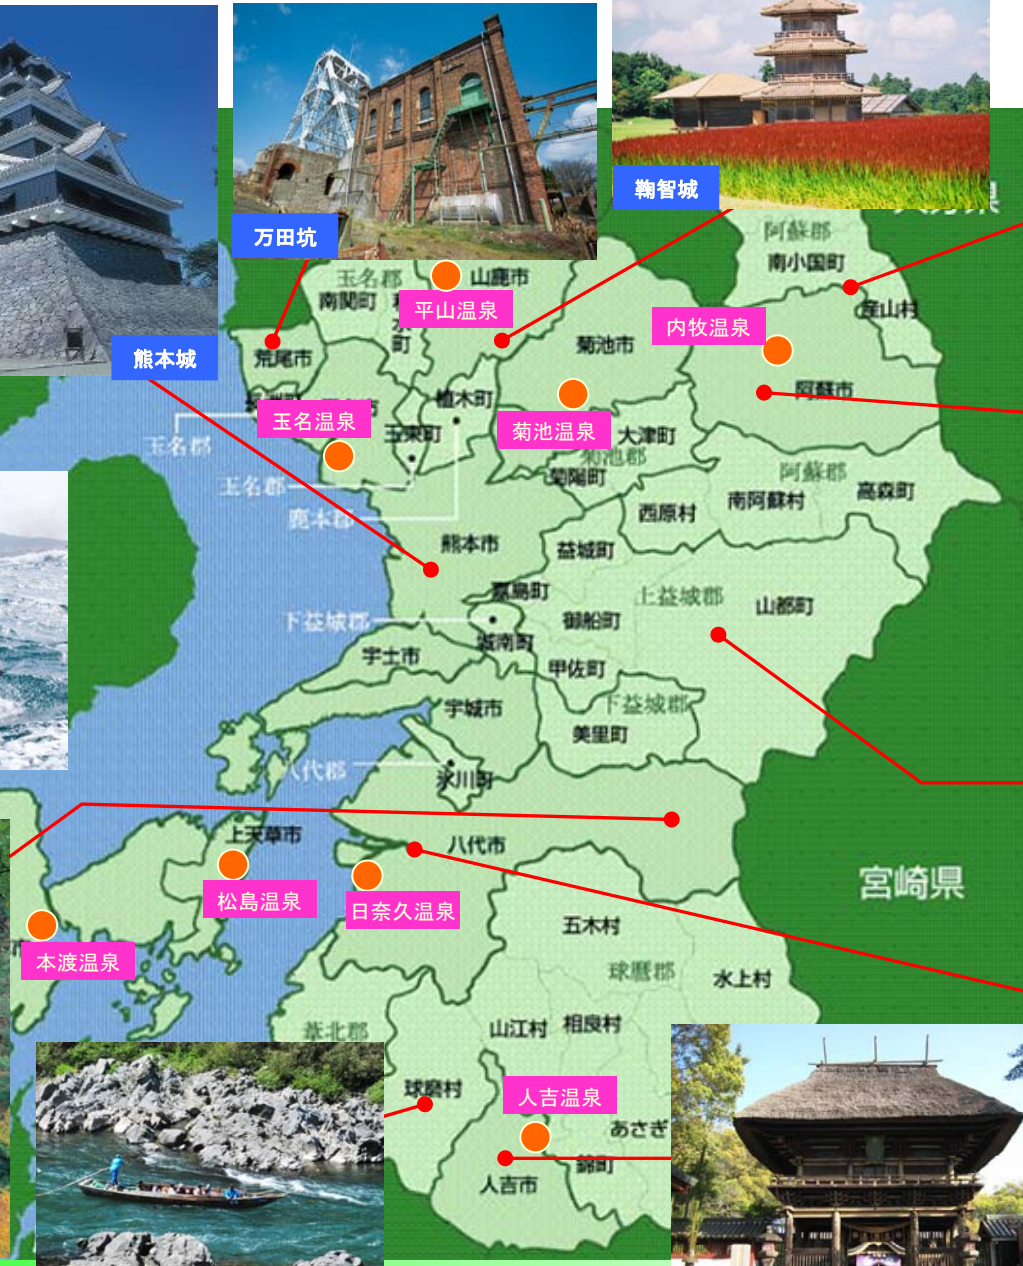 鞠智城
万田坑
阿蘇郡
南小国町
玉名郡
山鹿市
南関町
平山温泉
産山村
内牧温泉
菊池市
荒尾市
熊本城
阿蘇市
植木町
玉名温泉
菊池温泉
大津町
玉東町
玉名郡
菊池郡
阿蘇郡
菊陽町
玉名郡
高森町
南阿蘇村
西原村
鹿本郡
熊本市
益城町
嘉島町
上益城郡
山都町
下益城郡
御船町
城南町
宇士市
甲佐町
下益城郡
宇城市
美里町
八代郡
氷川町
上天草市
八代市
宮崎県
松島温泉
日奈久温泉
五木村
本渡温泉
球磨郡
水上村
山江村
相良村
葦北郡
球磨村
人吉温泉
あさぎ
錦町
人吉市